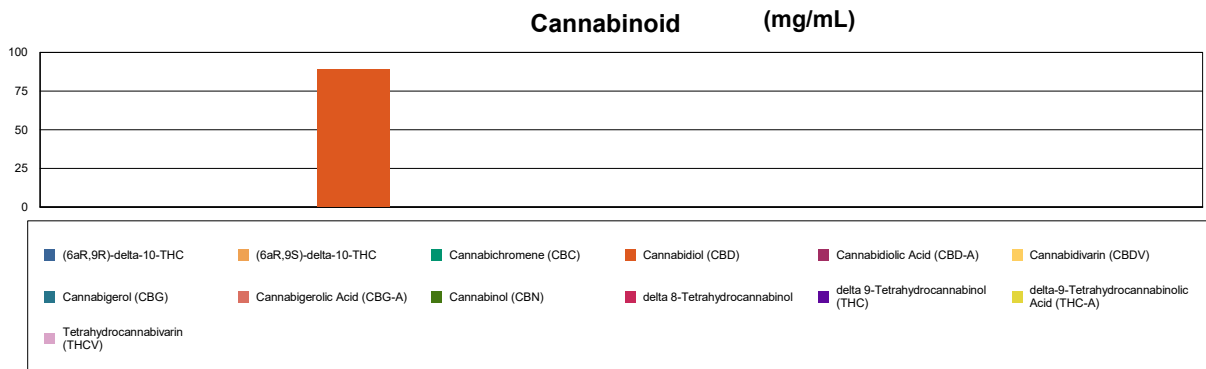 Cannabinoid (mg/mL)
100
75
50
25
0
(6aR,9R)-delta-10-THC
(6aR,9S)-delta-10-THC
Cannabichromene (CBC)
Cannabidiol (CBD)
Cannabidiolic Acid (CBD-A)
Cannabidivarin (CBDV)
Cannabigerol (CBG)
Cannabigerolic Acid (CBG-A)
Cannabinol (CBN)
delta 8-Tetrahydrocannabinol
delta 9-Tetrahydrocannabinol
(THC)
delta-9-Tetrahydrocannabinolic
Acid (THC-A)
Tetrahydrocannabivarin
(THCV)